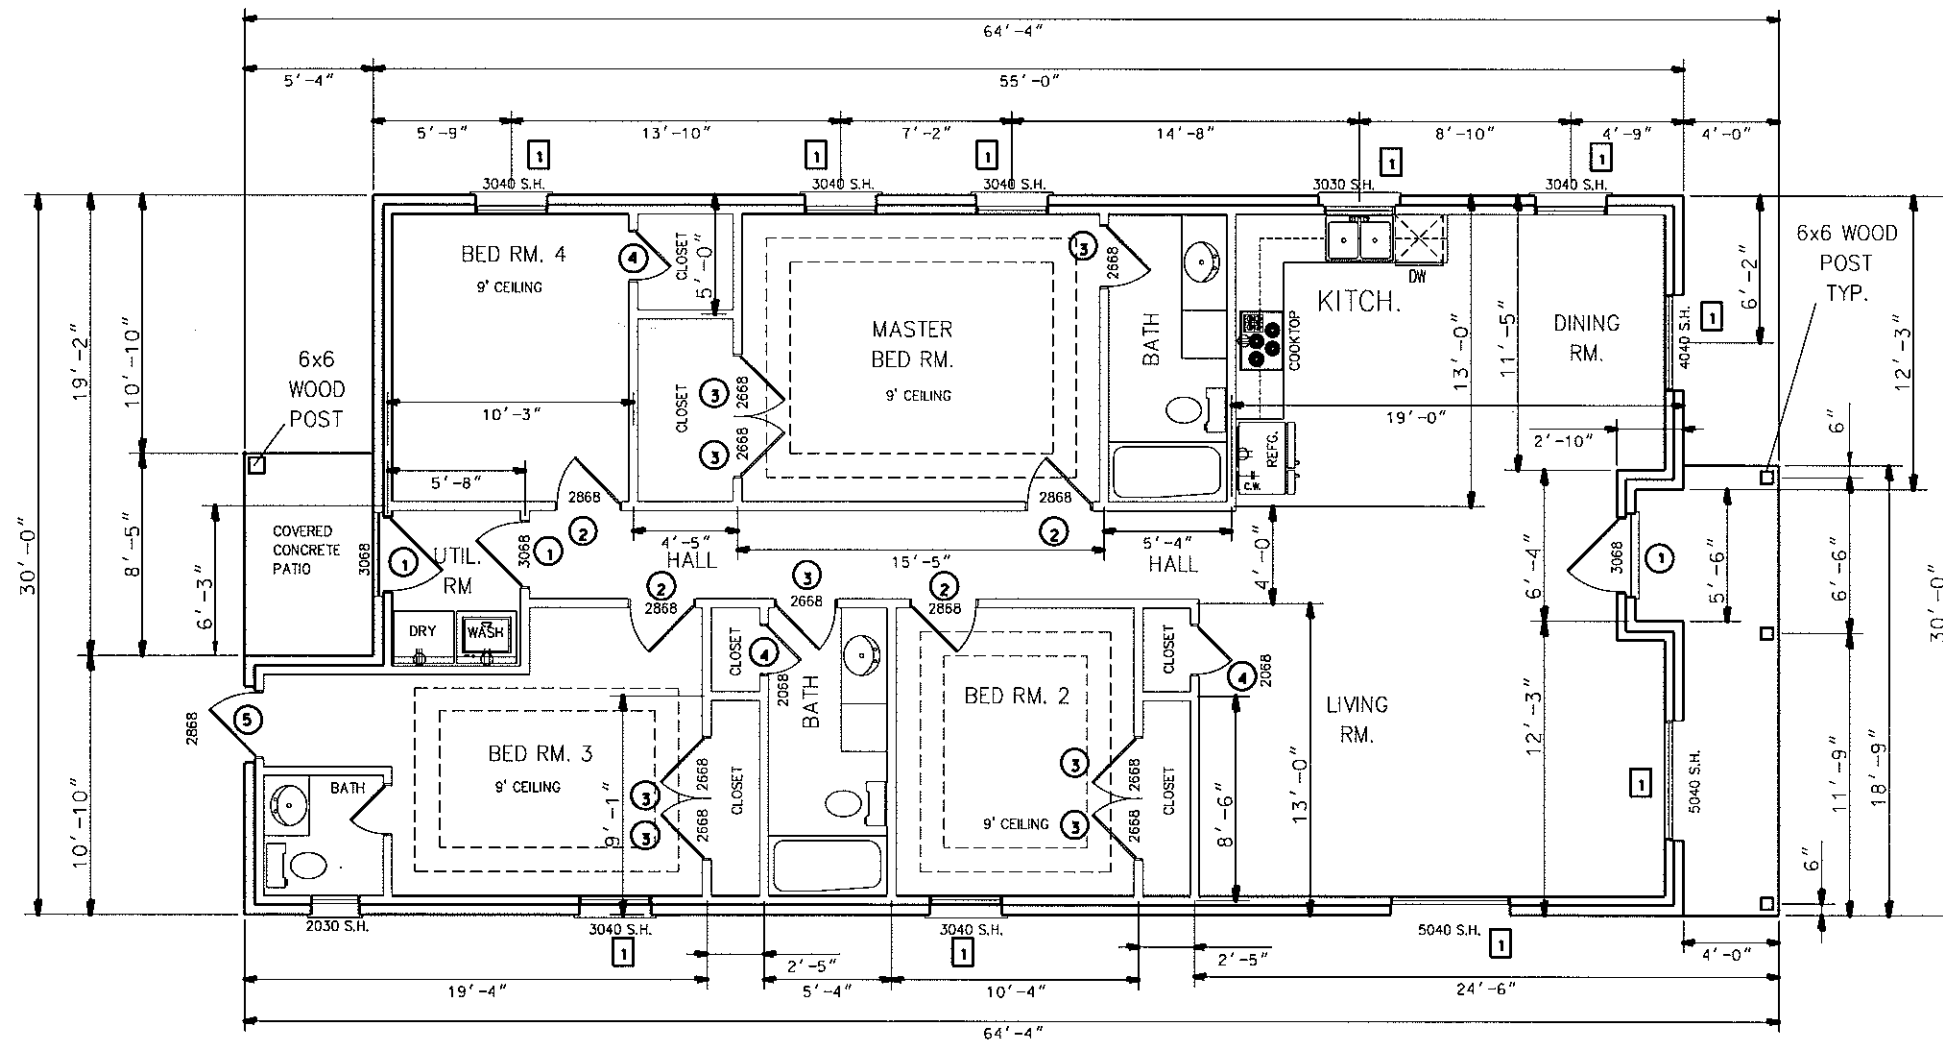 64'-4"
5'-4"
55'-0"
5'-9"
13'-10"
7'-2"
14'-8"
8'-10"
4'-9"
4'-0"
1
1
1
1
1
3040 S.H.
3040 S.H.
3040 S.H.
3030 S.H.
3040 S.H.
30'-0"
19'-2"
10'-10"
8'-5"
6'-3"
10'-10"
6x6
WOOD
POST
BED RM. 4
9' CEILING
4
CLOSET
5'-0"
10'-3"
5'-8"
CLOSET
3
2668
3
2668
MASTER
BED RM.
9' CEILING
3
2668
BATH
KITCH.
DW
COOKTOP
REFG.
C.W.
13'-0"
11'-5"
19'-0"
DINING
RM.
4040 S.H.
1
6'-2"
6x6 WOOD
POST
TYP.
12'-3"
6"
2'-10"
COVERED
CONCRETE
PATIO
3068
1
UTIL.
RM
3068
1
2868
2
4'-5"
HALL
15'-5"
2868
2
5'-4"
HALL
4'-0"
6'-4"
3068
1
5'-6"
6'-6"
30'-0"
DRY
WASH
2
2868
3
2668
2
2868
CLOSET
4
2068
BATH
CLOSET
4
2068
2868
5
BED RM. 3
9' CEILING
9'-1"
BATH
3
2668
3
2668
CLOSET
BED RM. 2
9' CEILING
3
2668
3
2668
CLOSET
8'-6"
13'-0"
LIVING
RM.
12'-3"
1
5040 S.H.
11'-9"
18'-9"
6"
2030 S.H.
3040 S.H.
1
3040 S.H.
1
5040 S.H.
1
2'-5"
2'-5"
4'-0"
19'-4"
5'-4"
10'-4"
24'-6"
64'-4"